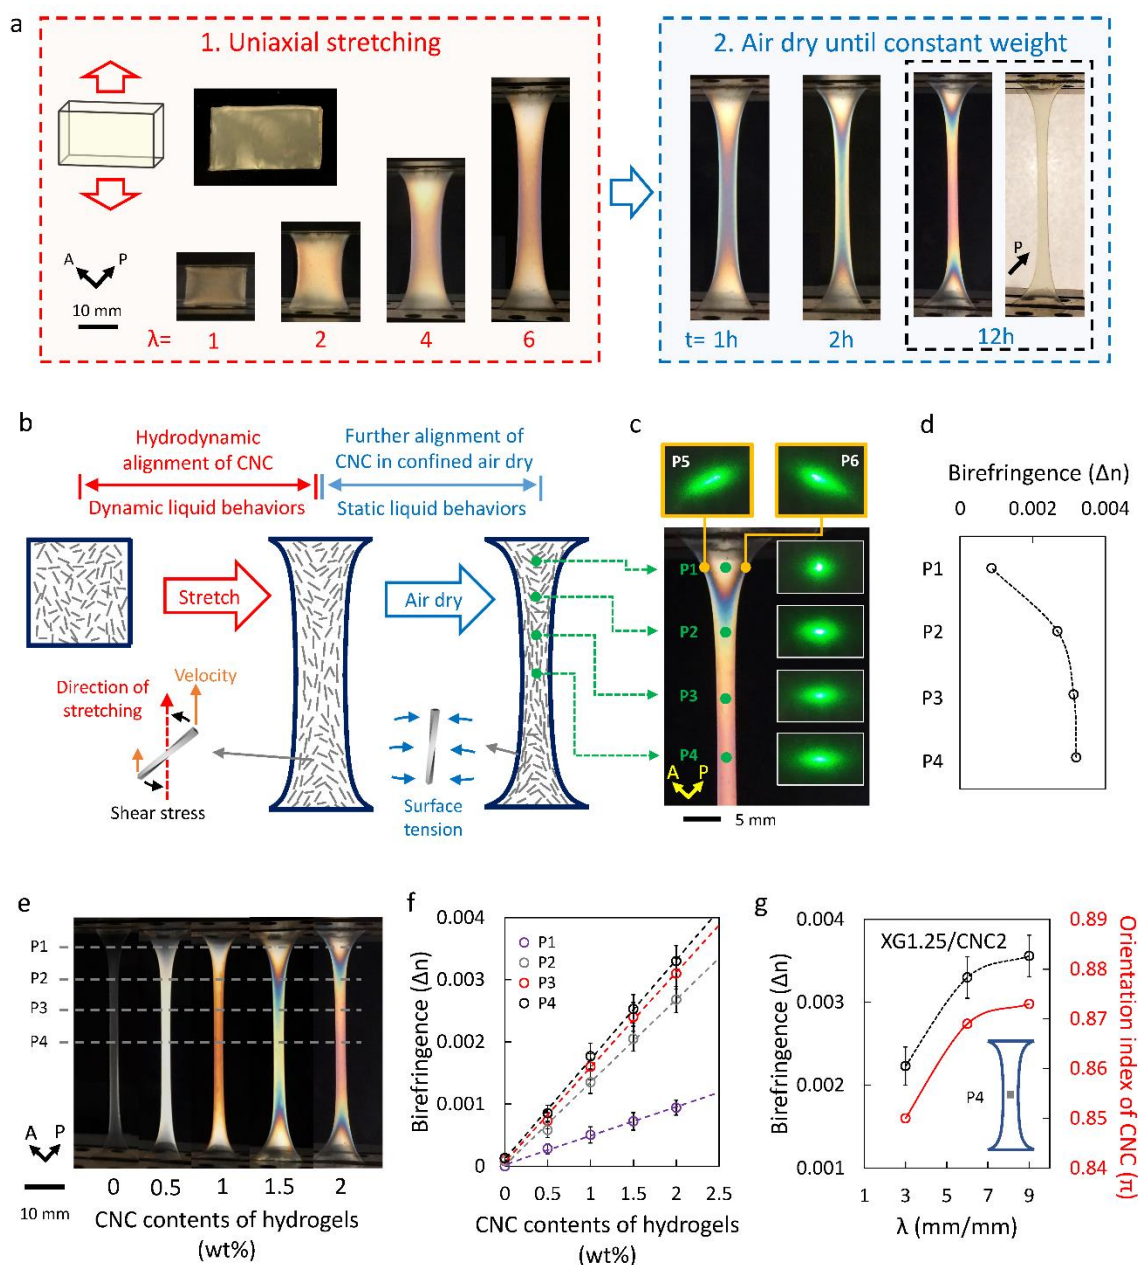 a
1. Uniaxial stretching
A
P
10 mm
λ=
1
2
4
6
2. Air dry until constant weight
P
t= 1h
2h
12h
b
Hydrodynamic
alignment of CNC
Dynamic liquid behaviors
Further alignment of
CNC in confined air dry
Static liquid behaviors
Stretch
Air dry
Direction of
stretching
Velocity
Shear stress
Surface
tension
c
P5
P6
P1
P2
P3
P4
A
P
5 mm
d
Birefringence (Δn)
0
0.002
0.004
P1
P2
P3
P4
e
P1
P2
P3
P4
A
P
10 mm
0
0.5
1
1.5
2
CNC contents of hydrogels
(wt%)
f
Birefringence (Δn)
0.004
0.003
0.002
0.001
0
P1
P2
P3
P4
0.0
0.5
1.0
1.5
2.0
2.5
CNC contents of hydrogels
(wt%)
g
Birefringence (Δn)
0.004
0.003
0.002
0.001
XG1.25/CNC2
P4
1
3
5
7
9
λ (mm/mm)
0.89
0.88
0.87
0.86
0.85
0.84
Orientation index of CNC (π)